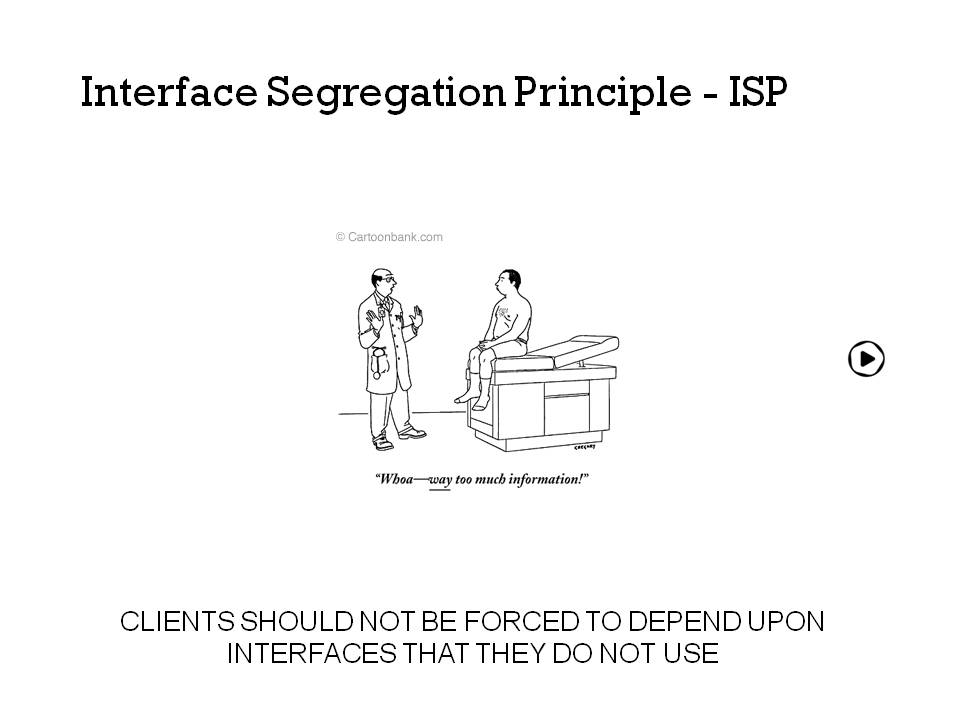 Interface Segregation Principle - ISP
© Cartoonbank.com
GREGORY
“Whoa—way too much information!”
CLIENTS SHOULD NOT BE FORCED TO DEPEND UPON
INTERFACES THAT THEY DO NOT USE